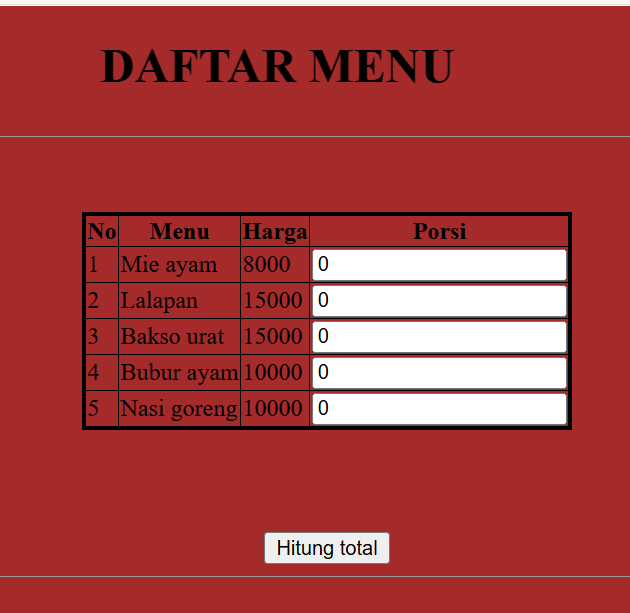 DAFTAR MENU
No Menu Harga Porsi
1 Mie ayam 8000 0
2 Lalapan 15000 0
3 Bakso urat 15000 0
4 Bubur ayam 10000 0
5 Nasi goreng 10000 0
Hitung total